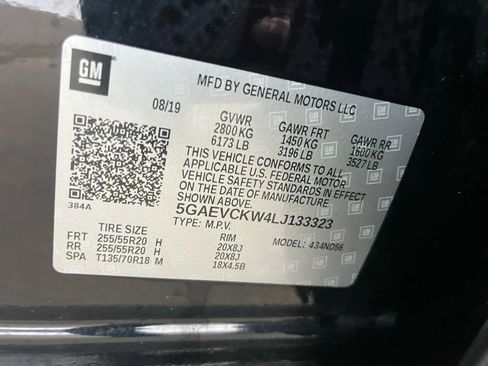 GM
MFD BY GENERAL MOTORS LLC
08/19
GVWR GAWR FRT GAWR RR
2800 KG 1450 KG 1600 KG
6173 LB 3196 LB 3527 LB
THIS VEHICLE CONFORMS TO ALL
APPLICABLE U.S. FEDERAL MOTOR
VEHICLE SAFETY STANDARDS IN EFFECT
ON THE DATE OF MANUFACTURE
SHOWN ABOVE.
384A
5GAEVCKW4LJ133323
TYPE: M.P.V. MODEL: 434ND56
TIRE SIZE RIM
FRT 255/55R20 H 20X8J
RR 255/55R20 H 20X8J
SPA T135/70R18 M 18X4.5B